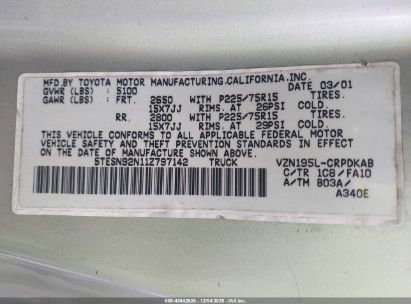 MFD.BY TOYOTA MOTOR MANUFACTURING.CALIFORNIA.INC.
GVWR (LBS) : 5100 DATE 03/01
GAWR (LBS) : FRT. 2650 WITH P225/75R15 TIRES.
15X7JJ RIMS. AT 26PSI COLD.
RR. 2800 WITH P225/75R15 TIRES.
15X7JJ RIMS. AT 29PSI COLD.
THIS VEHICLE CONFORMS TO ALL APPLICABLE FEDERAL MOTOR
VEHICLE SAFETY AND THEFT PREVENTION STANDARDS IN EFFECT
ON DATE OF MANUFACTURE SHOWN ABOVE.
5TESN92N11Z797142 TRUCK VZN195L-CRPDKAB
C/TR 1C8/FA10
A/TM B03A/
A340E